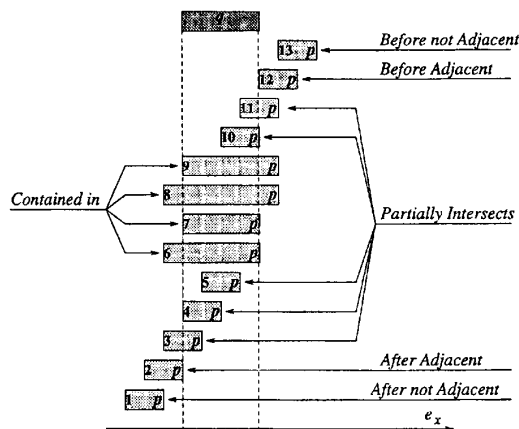 q
13 p
Before not Adjacent
12 p
Before Adjacent
11 p
10 p
9 p
8 p
Contained in
7 p
Partially Intersects
6 p
5 p
4 p
3 p
2 p
After Adjacent
1 p
After not Adjacent
e x